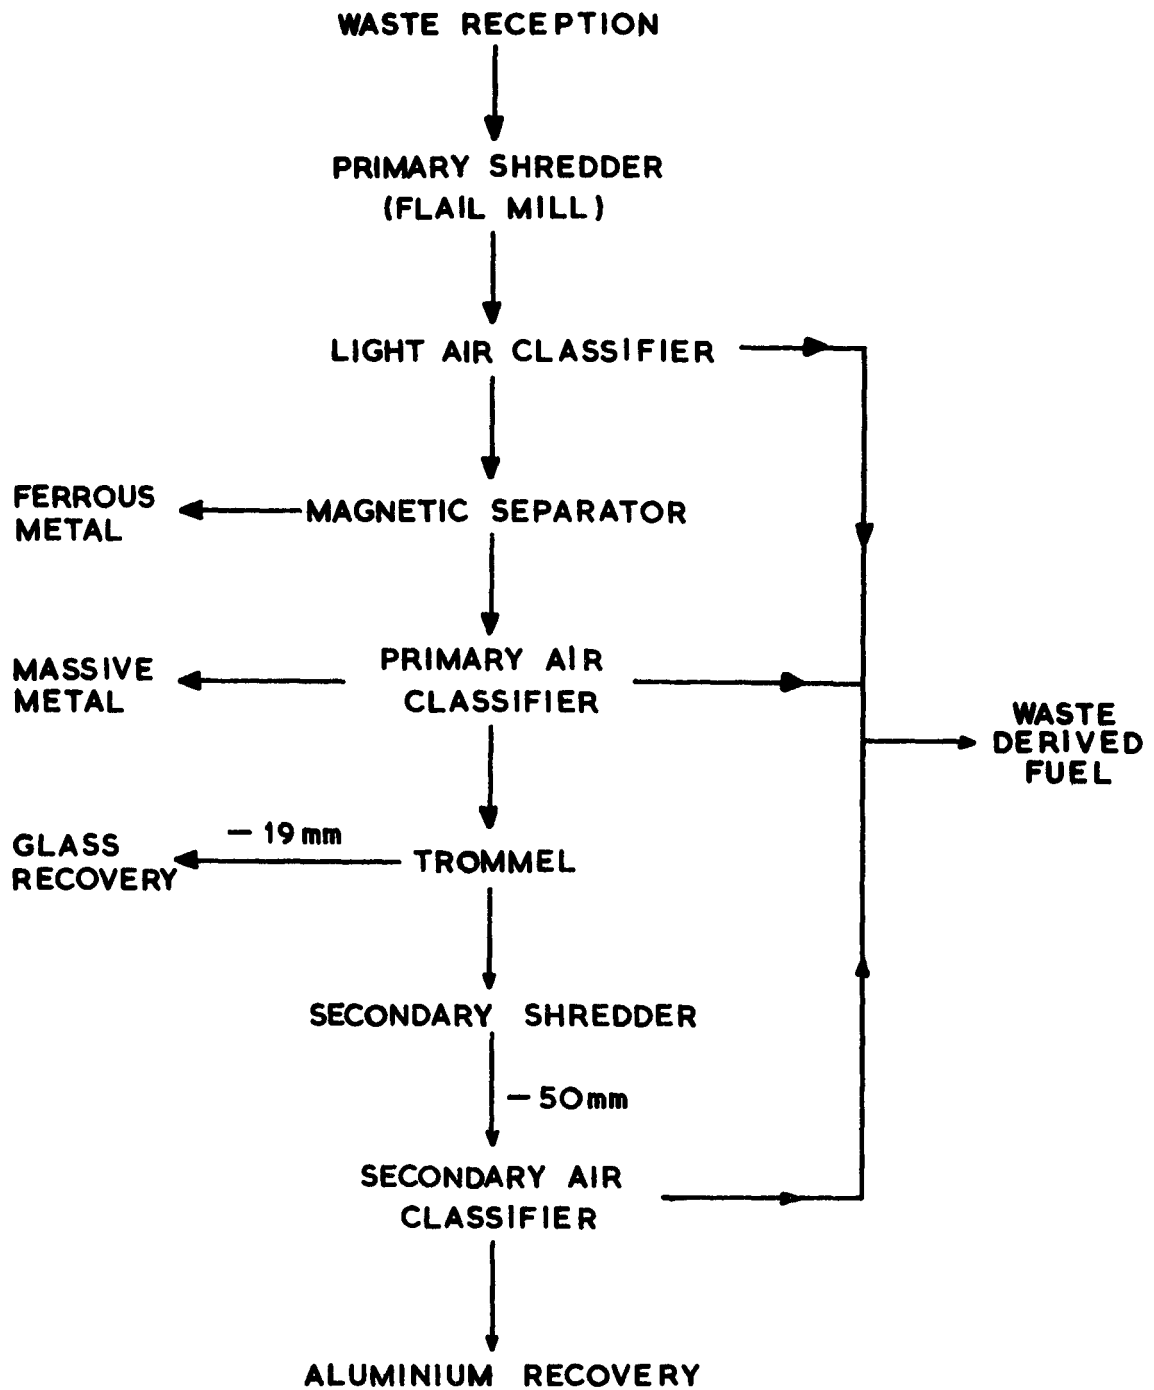 WASTE RECEPTION
PRIMARY SHREDDER
(FLAIL MILL)
LIGHT AIR CLASSIFIER
FERROUS
METAL
MAGNETIC SEPARATOR
MASSIVE
METAL
PRIMARY AIR
CLASSIFIER
WASTE
DERIVED
FUEL
GLASS
RECOVERY
– 19 mm
TROMMEL
SECONDARY SHREDDER
– 50mm
SECONDARY AIR
CLASSIFIER
ALUMINIUM RECOVERY